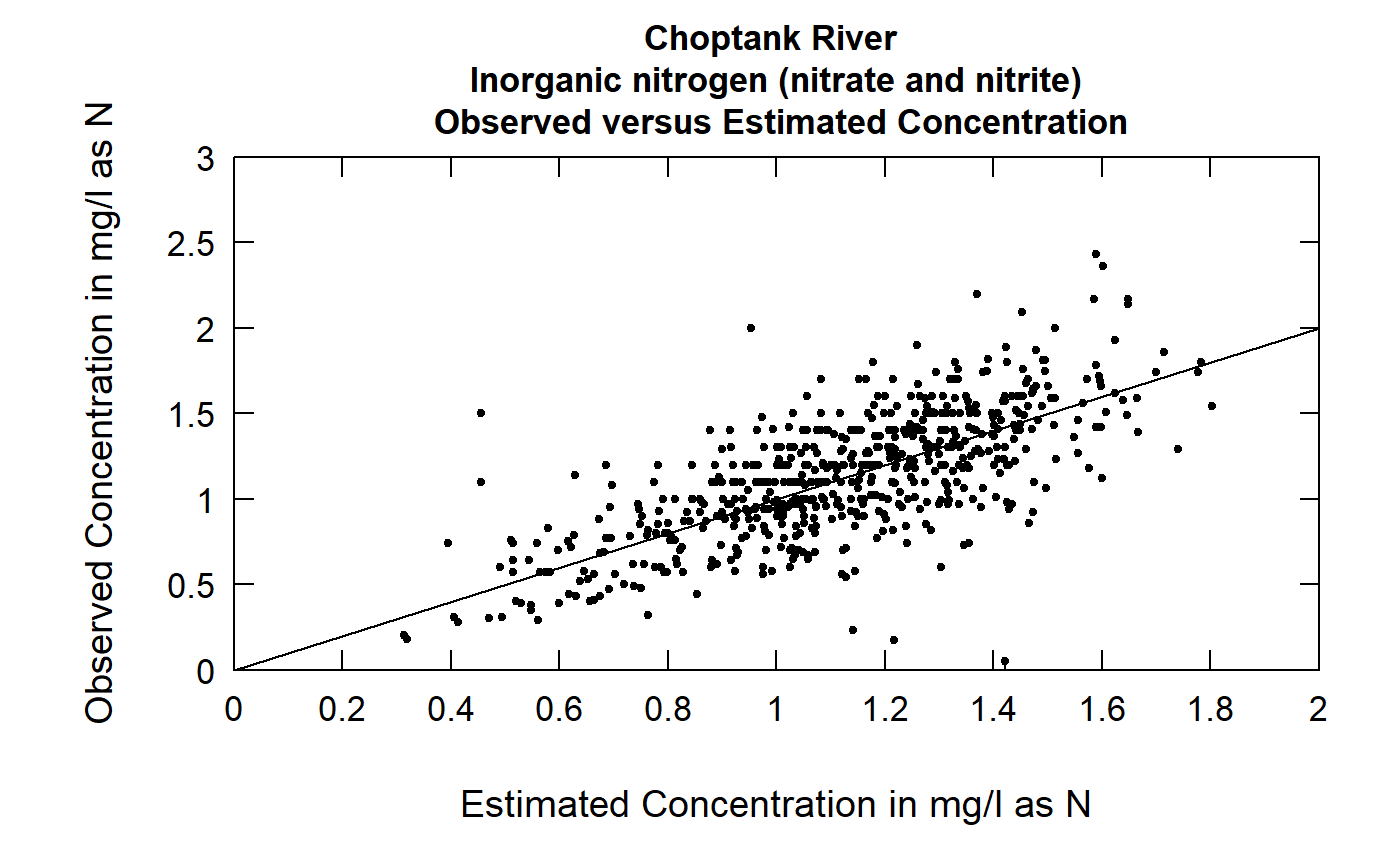 Choptank River
Inorganic nitrogen (nitrate and nitrite)
Observed versus Estimated Concentration
Observed Concentration in mg/l as N
3
2.5
2
1.5
1
0.5
0
0 0.2 0.4 0.6 0.8 1 1.2 1.4 1.6 1.8 2
Estimated Concentration in mg/l as N